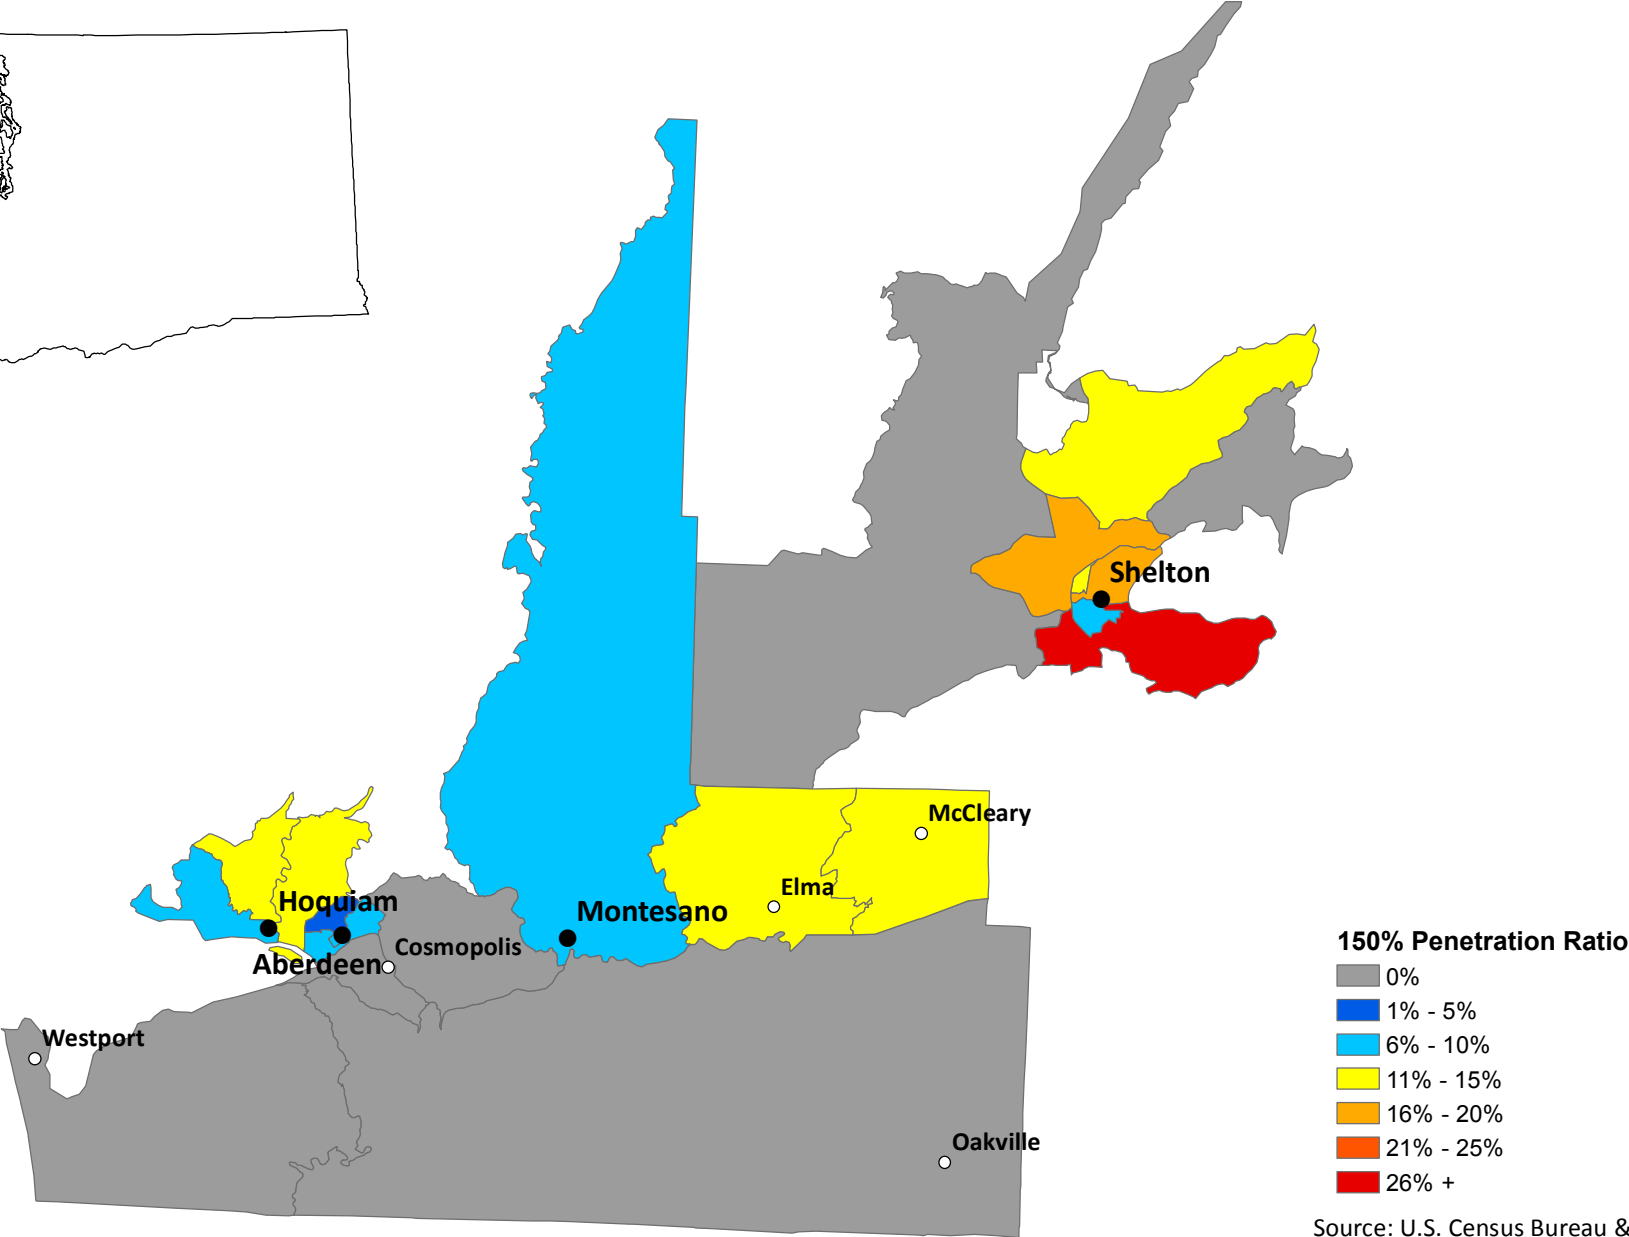 Shelton
McCleary
Elma
Hoquiam
Montesano
Cosmopolis
Aberdeen
Westport
Oakville
150% Penetration Ratio
0%
1% - 5%
6% - 10%
11% - 15%
16% - 20%
21% - 25%
26% +
Source: U.S. Census Bureau &